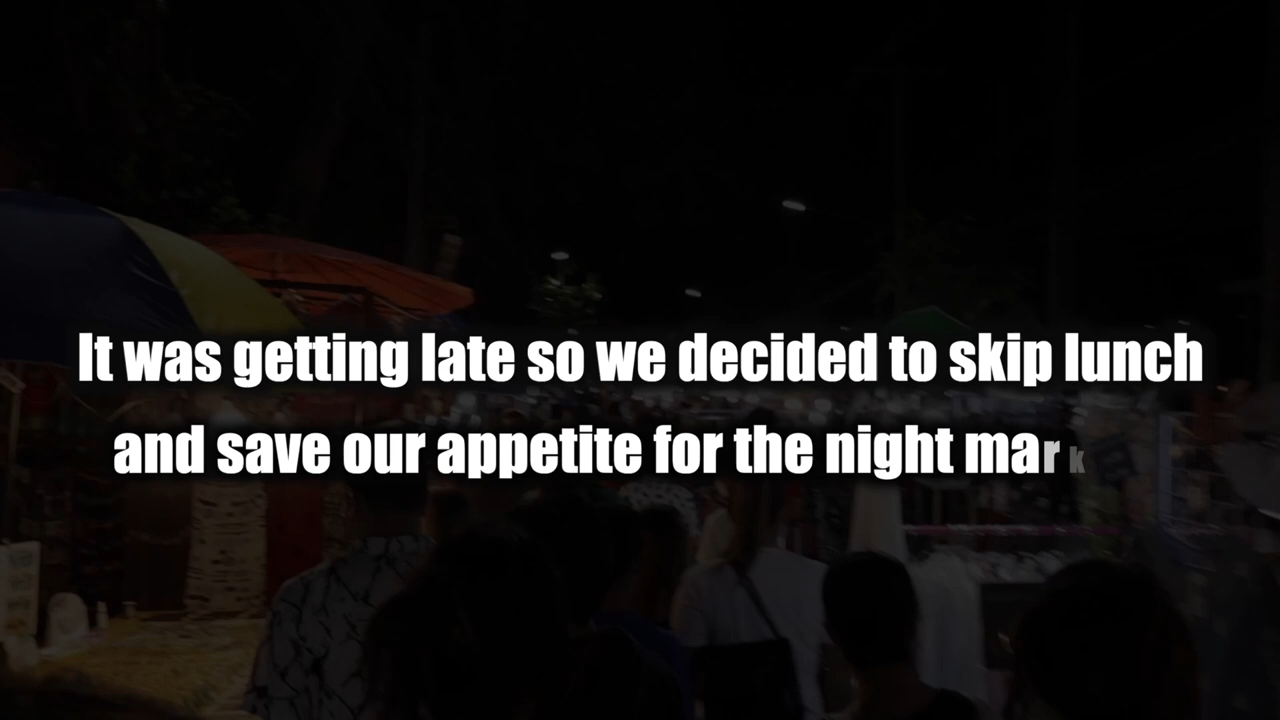 It was getting late so we decided to skip lunch
and save our appetite for the night mark